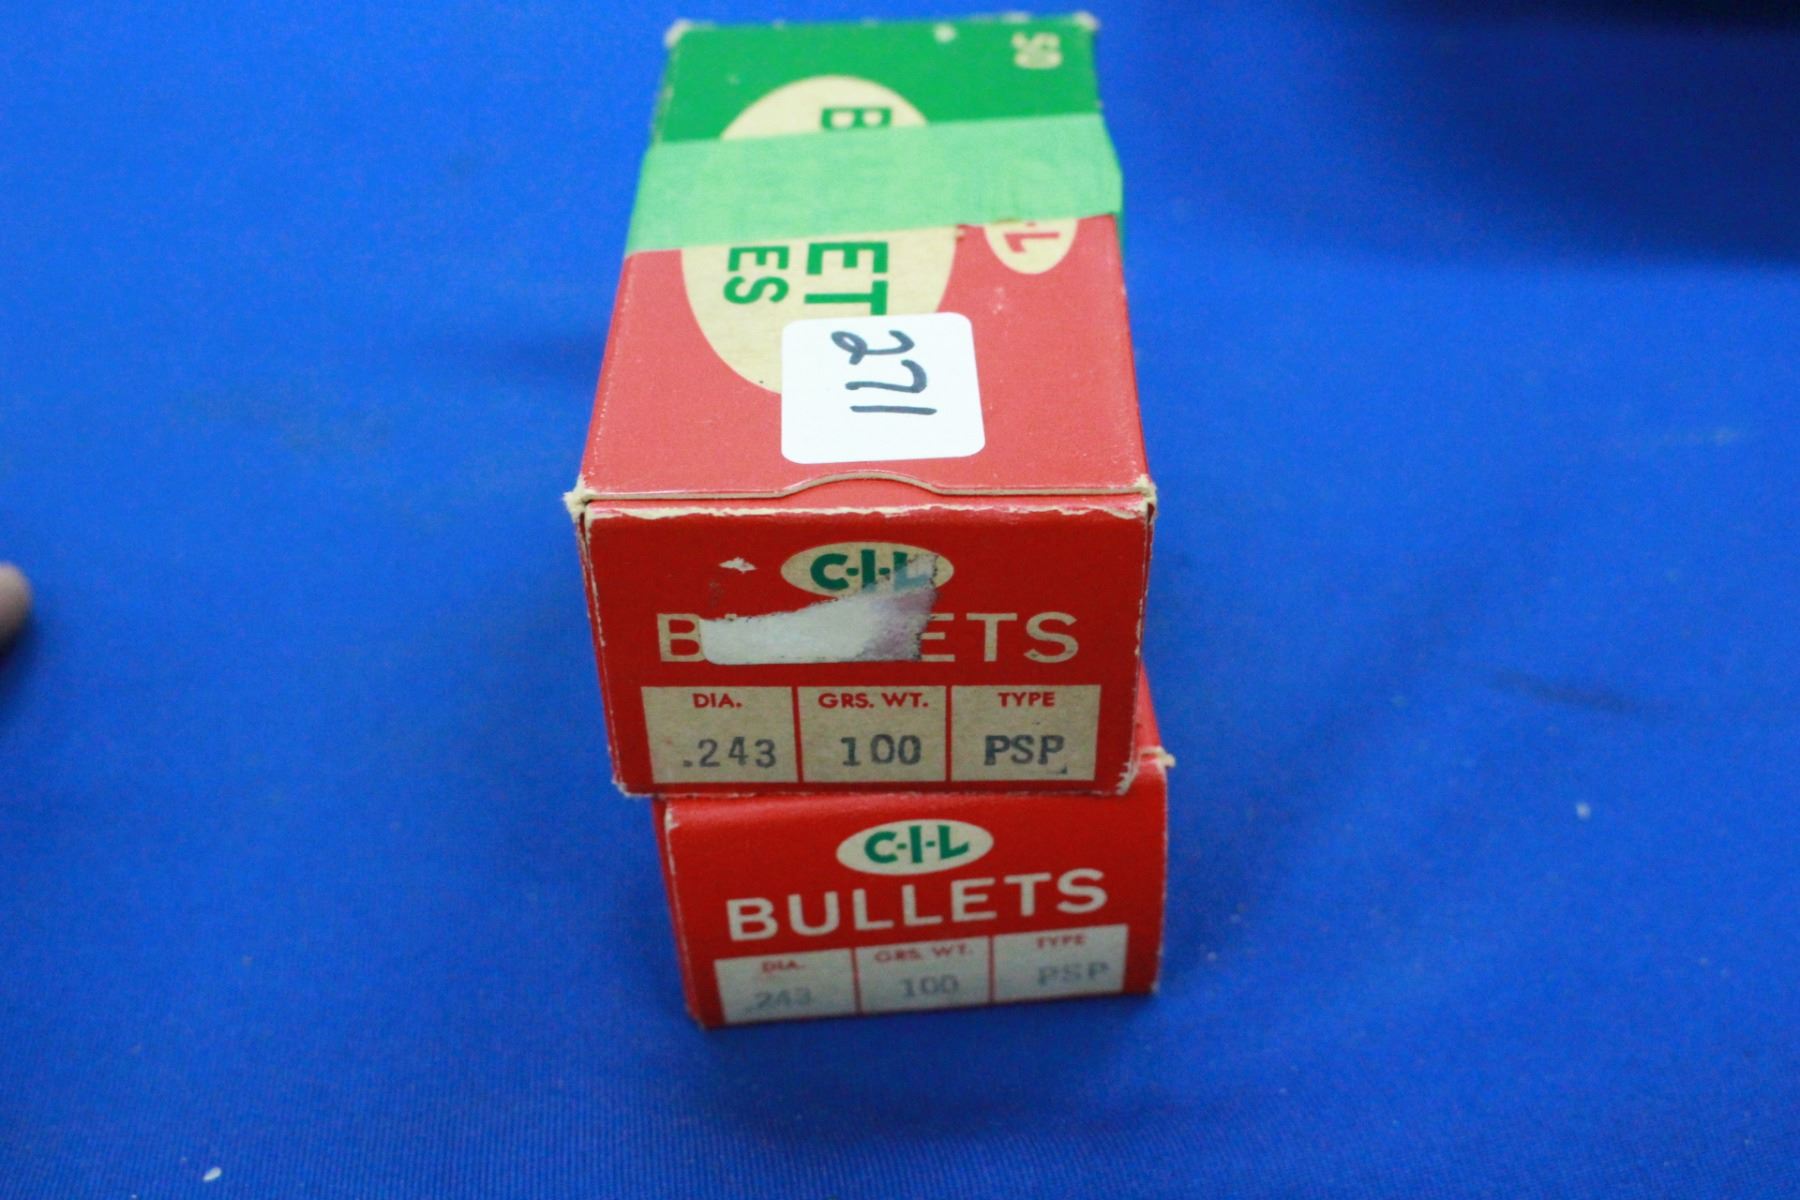 50
B ET
ES
L
271
C-I-L
B ETS
DIA. GRS. WT. TYPE
.243 100 PSP
C-I-L
BULLETS
DIA. GRS. WT. TYPE
.243 100 PSP